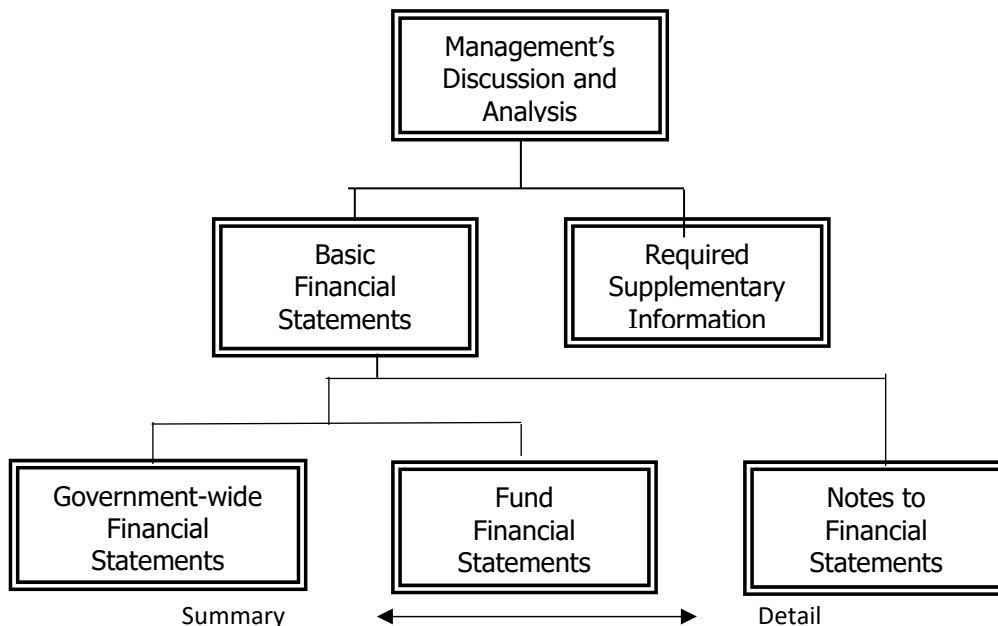 Management’s
Discussion and
Analysis
Basic
Financial
Statements
Required
Supplementary
Information
Government-wide
Financial
Statements
Fund
Financial
Statements
Notes to
Financial
Statements
Summary
Detail